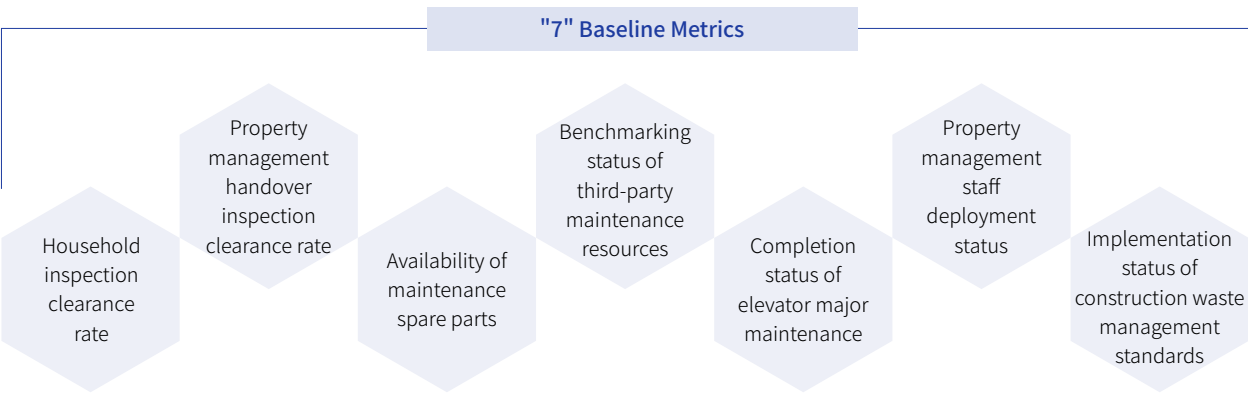 "7" Baseline Metrics
Household
inspection
clearance
rate
Property
management
handover
inspection
clearance rate
Availability of
maintenance
spare parts
Benchmarking
status of
third-party
maintenance
resources
Completion
status of
elevator major
maintenance
Property
management
staff
deployment
status
Implementation
status of
construction waste
management
standards